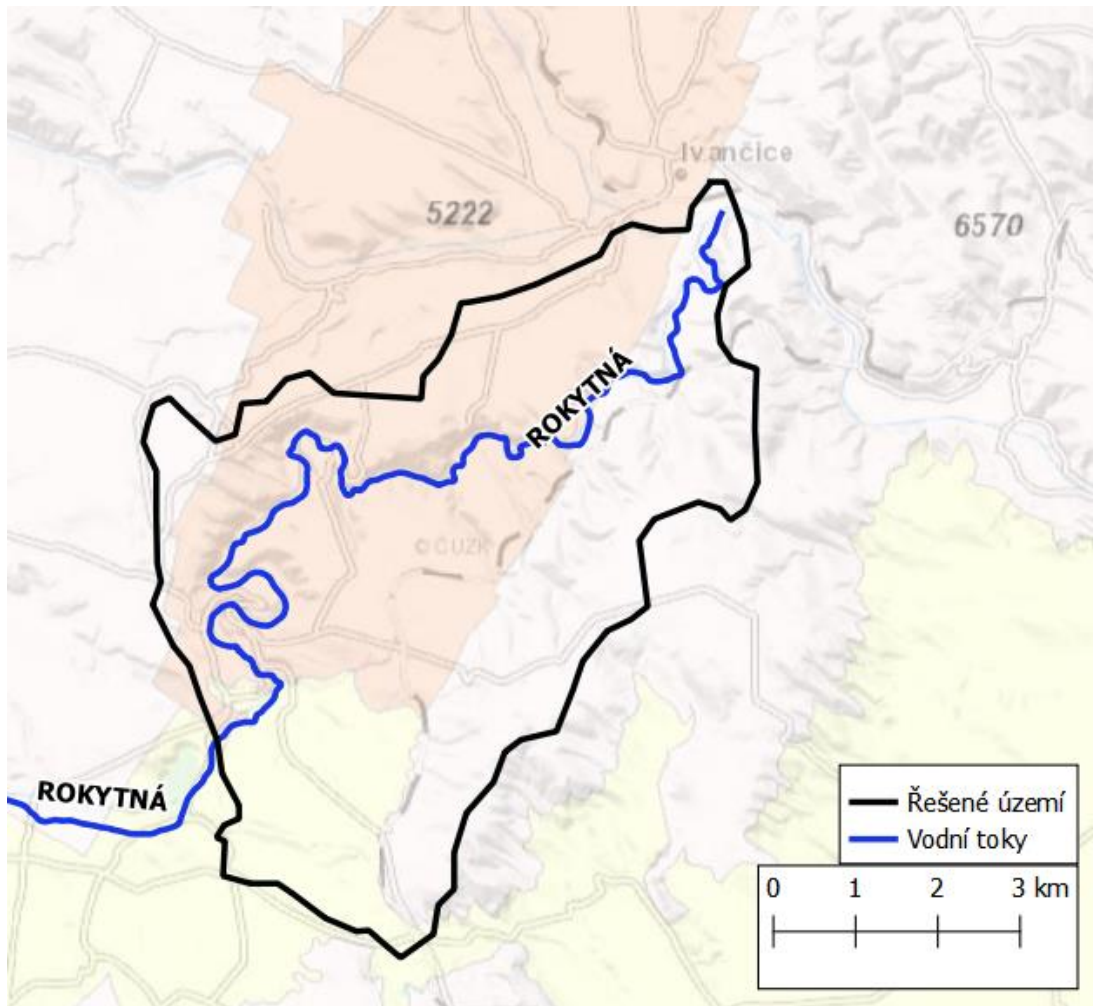 Ivančice
5222
6570
ROKYTNÁ
© ČÚZK
ROKYTNÁ
Řešené území
Vodní toky
0 1 2 3 km